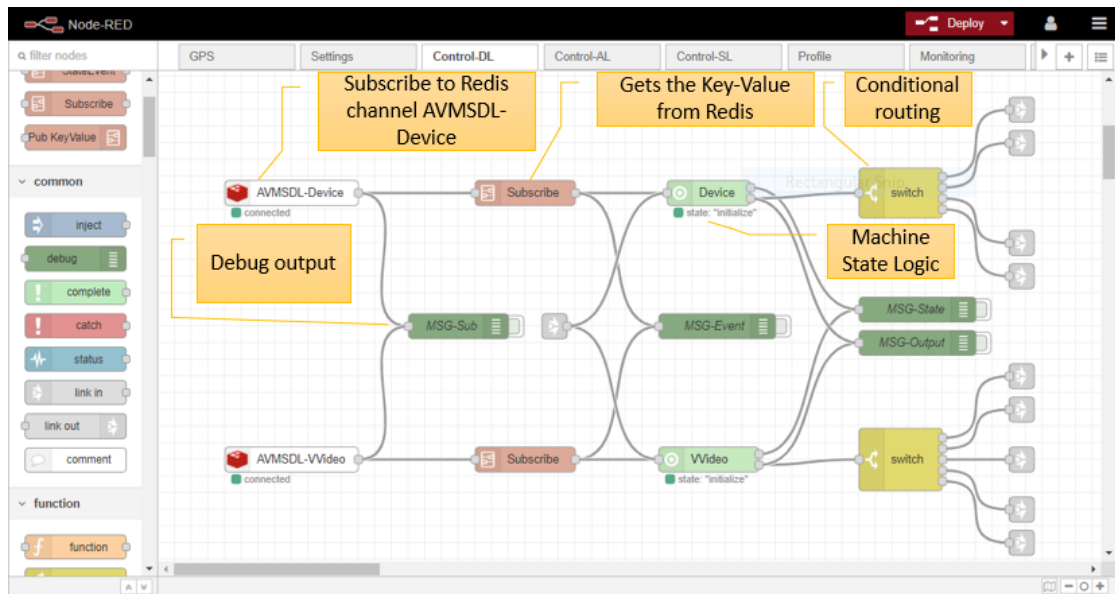 Node-RED
Deploy
filter nodes
GPS
Settings
Control-DL
Control-AL
Control-SL
Profile
Monitoring
StateEvent
Subscribe
Pub KeyValue
common
inject
debug
complete
catch
status
link in
link out
comment
function
function
Subscribe to Redis
channel AVMSDL-
Device
Gets the Key-Value
from Redis
Conditional
routing
AVMSDL-Device
connected
Subscribe
Device
state: "initialize"
Rectangular Snip
switch
Debug output
Machine
State Logic
MSG-Sub
MSG-Event
MSG-State
MSG-Output
AVMSDL-VVideo
connected
Subscribe
VVideo
state: "initialize"
switch